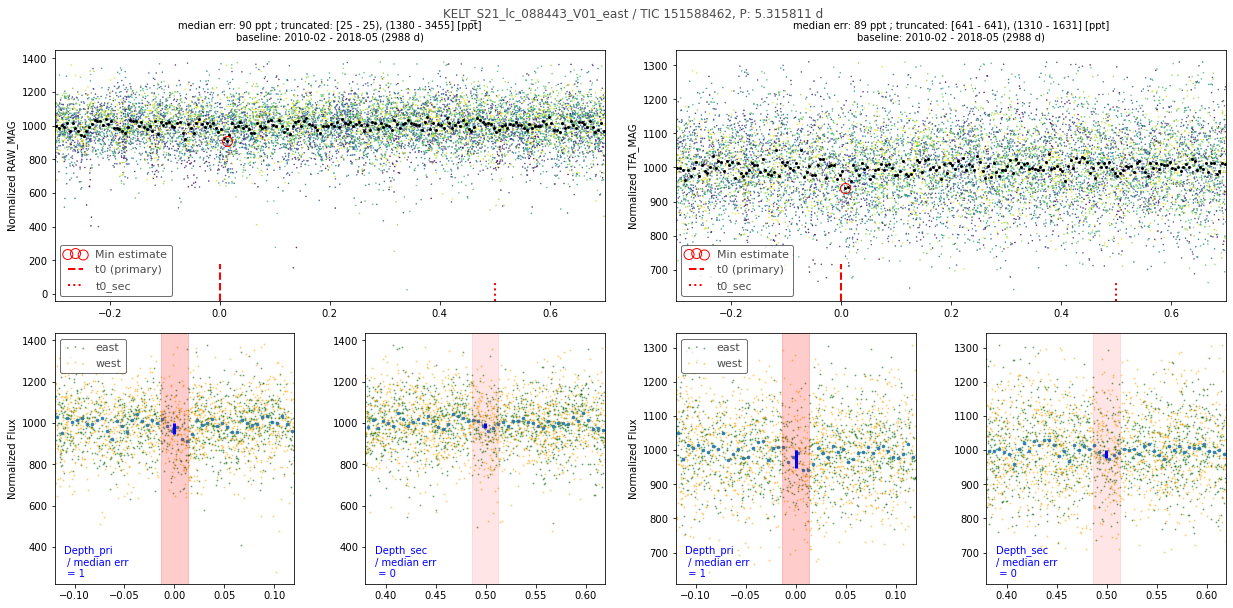 KELT_S21_lc_088443_V01_east / TIC 151588462, P: 5.315811 d
median err: 90 ppt ; truncated: [25 - 25), (1380 - 3455] [ppt]
baseline: 2010-02 - 2018-05 (2988 d)
median err: 89 ppt ; truncated: [641 - 641), (1310 - 1631] [ppt]
baseline: 2010-02 - 2018-05 (2988 d)
Normalized RAW_MAG
1400
1200
1000
800
600
400
200
0
Min estimate
t0 (primary)
t0_sec
−0.2 0.0 0.2 0.4 0.6
Normalized TFA_MAG
1300
1200
1100
1000
900
800
700
Min estimate
t0 (primary)
t0_sec
−0.2 0.0 0.2 0.4 0.6
Normalized Flux
1400
1200
1000
800
600
400
east
west
Depth_pri
/ median err
= 1
−0.10 −0.05 0.00 0.05 0.10
1400
1200
1000
800
600
400
Depth_sec
/ median err
= 0
0.40 0.45 0.50 0.55 0.60
Normalized Flux
1300
1200
1100
1000
900
800
700
east
west
Depth_pri
/ median err
= 1
−0.10 −0.05 0.00 0.05 0.10
1300
1200
1100
1000
900
800
700
Depth_sec
/ median err
= 0
0.40 0.45 0.50 0.55 0.60